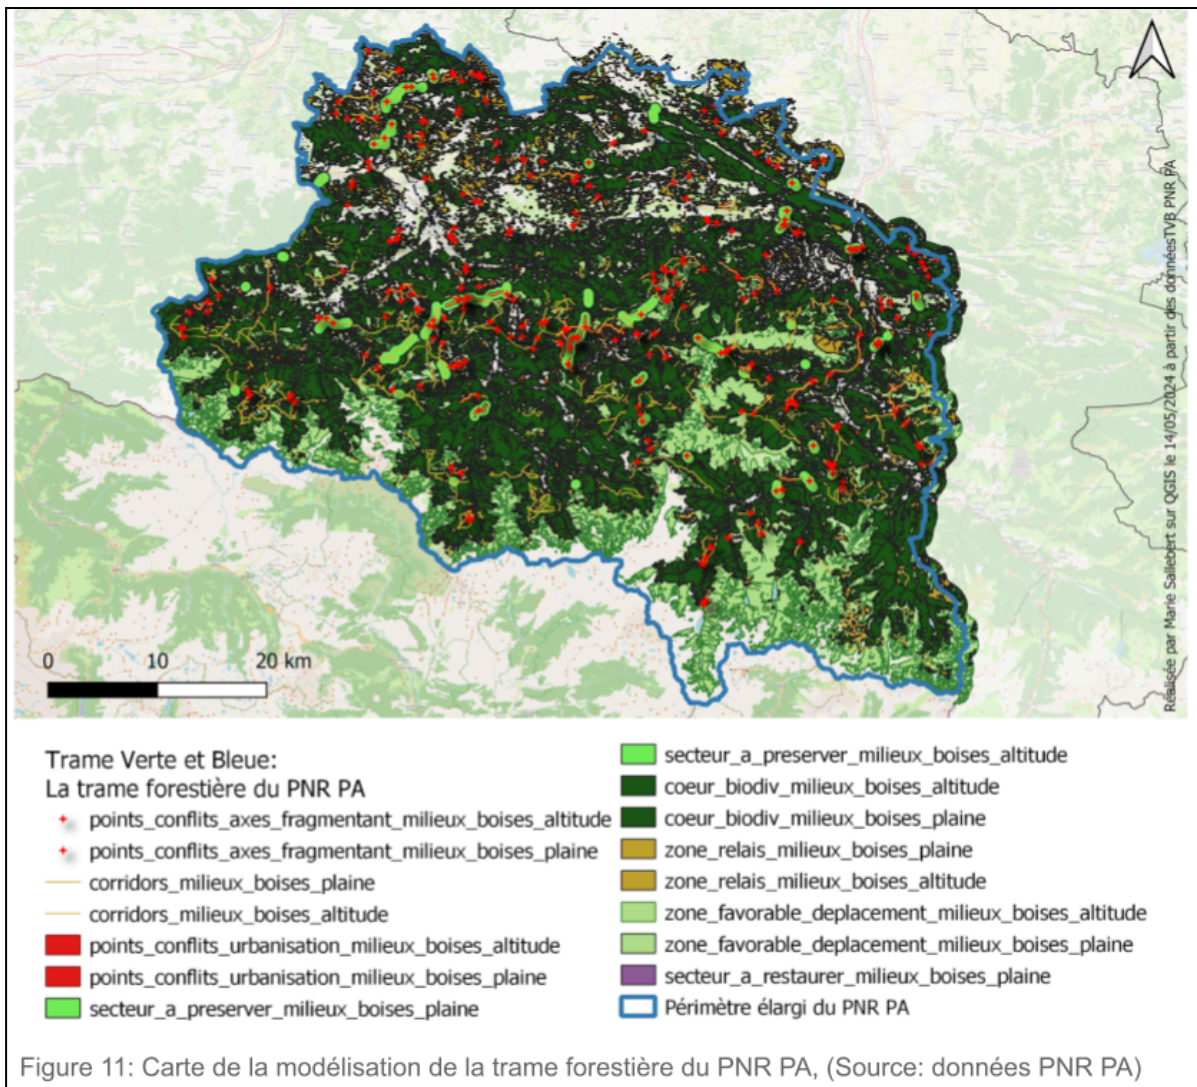 Réalisée par Marie Sallebert sur QGIS le 14/05/2024 à partir des donnéesTVB PNR PA
0 10 20 km
Trame Verte et Bleue:
La trame forestière du PNR PA
points_conflits_axes_fragmentant_milieux_boises_altitude
points_conflits_axes_fragmentant_milieux_boises_plaine
corridors_milieux_boises_plaine
corridors_milieux_boises_altitude
points_conflits_urbanisation_milieux_boises_altitude
points_conflits_urbanisation_milieux_boises_plaine
secteur_a_preserver_milieux_boises_plaine
secteur_a_preserver_milieux_boises_altitude
coeur_biodiv_milieux_boises_altitude
coeur_biodiv_milieux_boises_plaine
zone_relais_milieux_boises_plaine
zone_relais_milieux_boises_altitude
zone_favorable_deplacement_milieux_boises_altitude
zone_favorable_deplacement_milieux_boises_plaine
secteur_a_restaurer_milieux_boises_plaine
Périmètre élargi du PNR PA
Figure 11: Carte de la modélisation de la trame forestière du PNR PA, (Source: données PNR PA)